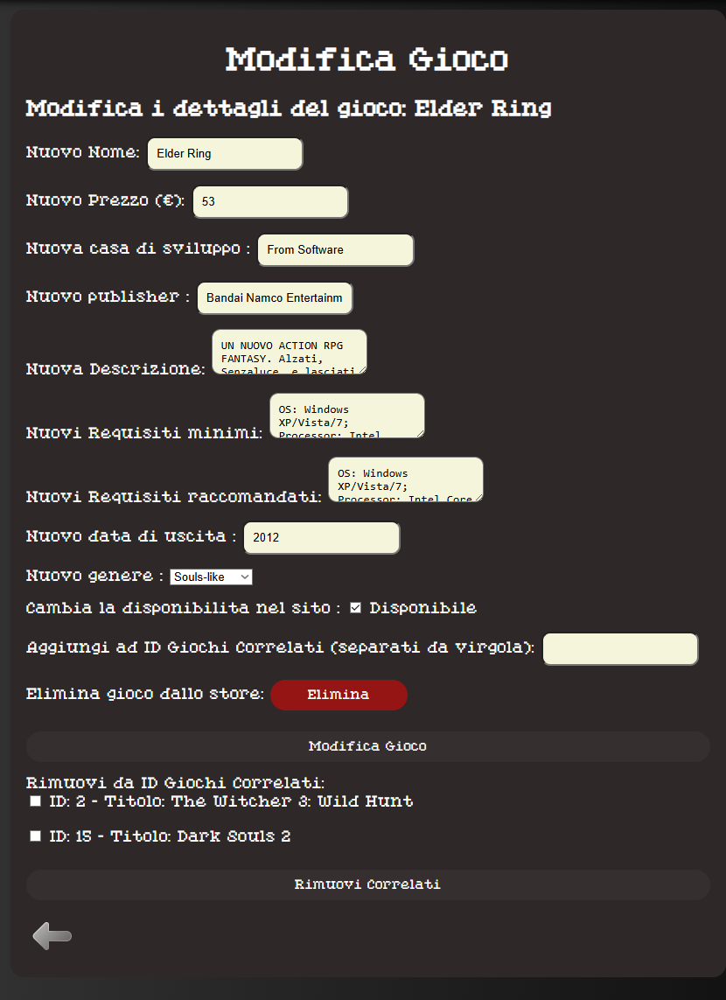 Modifica Gioco
Modifica i dettagli del gioco: Elder Ring
Nuovo Nome: Elder Ring
Nuovo Prezzo (€): 53
Nuova casa di sviluppo : From Software
Nuovo publisher : Bandai Namco Entertainm
UN NUOVO ACTION RPG
FANTASY. Alzati,
Senzaluce, e lasciati
Nuova Descrizione:
OS: Windows
XP/Vista/7;
Processor: Intel
Nuovi Requisiti minimi:
OS: Windows
XP/Vista/7;
Processor: Intel Core
Nuovi Requisiti raccomandati:
Nuovo data di uscita : 2012
Nuovo genere : Souls-like
Cambia la disponibilita nel sito : Disponibile
Aggiungi ad ID Giochi Correlati (separati da virgola):
Elimina gioco dallo store: Elimina
Modifica Gioco
Rimuovi da ID Giochi Correlati:
ID: 2 - Titolo: The Witcher 3: Wild Hunt
ID: 15 - Titolo: Dark Souls 2
Rimuovi Correlati